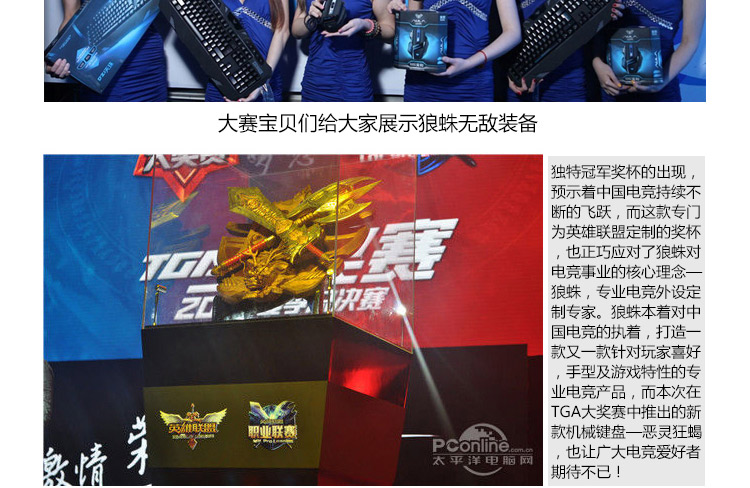 大赛宝贝们给大家展示狼蛛无敌装备
独特冠军奖杯的出现，
预示着中国电竞持续不
断的飞跃，而这款专门
为英雄联盟定制的奖杯
，也正巧应对了狼蛛对
电竞事业的核心理念—
狼蛛，专业电竞外设定
制专家。狼蛛本着对中
国电竞的执着，打造一
款又一款针对玩家喜好
，手型及游戏特性的专
业电竞产品，而本次在
TGA大奖赛中推出的新
款机械键盘—恶灵狂蝎
，也让广大电竞爱好者
期待不已！
大奖赛
TGA
决赛
英雄联盟
职业联赛
激情
荣
PConline.com.cn
太平洋电脑网